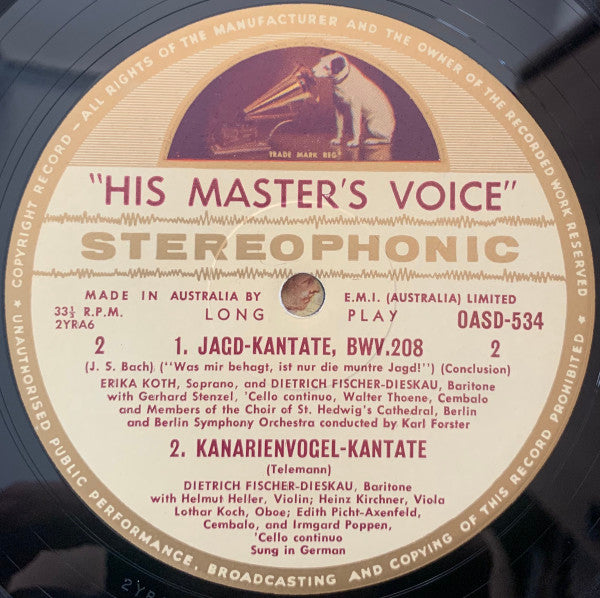 COPYRIGHT RECORD — ALL RIGHTS OF THE MANUFACTURER AND THE OWNER OF THE RECORDED WORK RESERVED
TRADE MARK REG
"HIS MASTER'S VOICE"
STEREOPHONIC
MADE IN AUSTRALIA BY E.M.I. (AUSTRALIA) LIMITED
33⅓ R.P.M. LONG PLAY OASD-534
2YRA6
2 1. JAGD-KANTATE, BWV.208 2
(J. S. Bach) ("Was mir behagt, ist nur die muntre Jagd!") (Conclusion)
ERIKA KOTH, Soprano, and DIETRICH FISCHER-DIESKAU, Baritone
with Gerhard Stenzel, 'Cello continuo, Walter Thoene, Cembalo
and Members of the Choir of St. Hedwig's Cathedral, Berlin
and Berlin Symphony Orchestra conducted by Karl Forster
2. KANARIENVOGEL-KANTATE
(Telemann)
DIETRICH FISCHER-DIESKAU, Baritone
with Helmut Heller, Violin; Heinz Kirchner, Viola
Lothar Koch, Oboe; Edith Picht-Axenfeld,
Cembalo, and Irmgard Poppen,
'Cello continuo
Sung in German
★ UNAUTHORISED PUBLIC PERFORMANCE, BROADCASTING AND COPYING OF THIS RECORD PROHIBITED ★
2YR